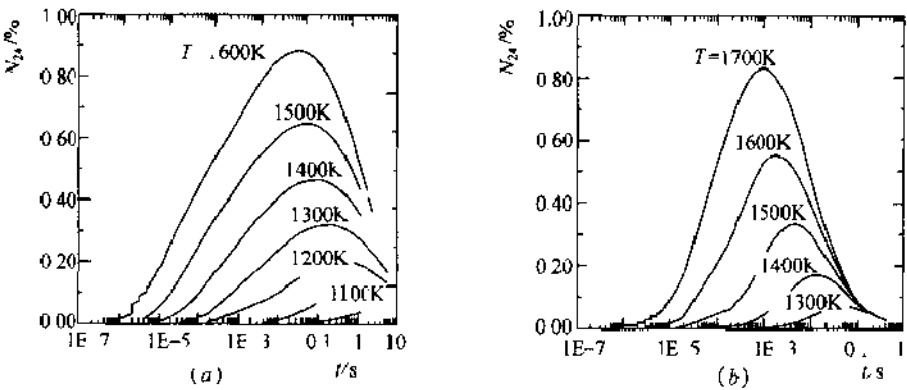 N₂₄/%
1 00
0 80
0 60
0 40
0 20
0 00
T 1600K
1500K
1400K
1300K
1200K
1100K
1E 7
1E-5
1E-3
0 1
10
t/s
(a)
N₂₄/%
1.00
0.80
0.60
0.40
0 20
0.00
T=1700K
1600K
1500K
1400K
1300K
1E-7
1E-5
1E 3
1
t, s
(b)